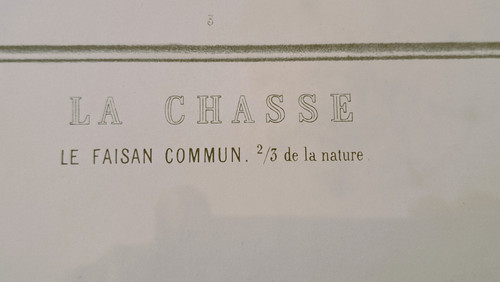 3
LA CHASSE
LE FAISAN COMMUN. 2/3 de la nature